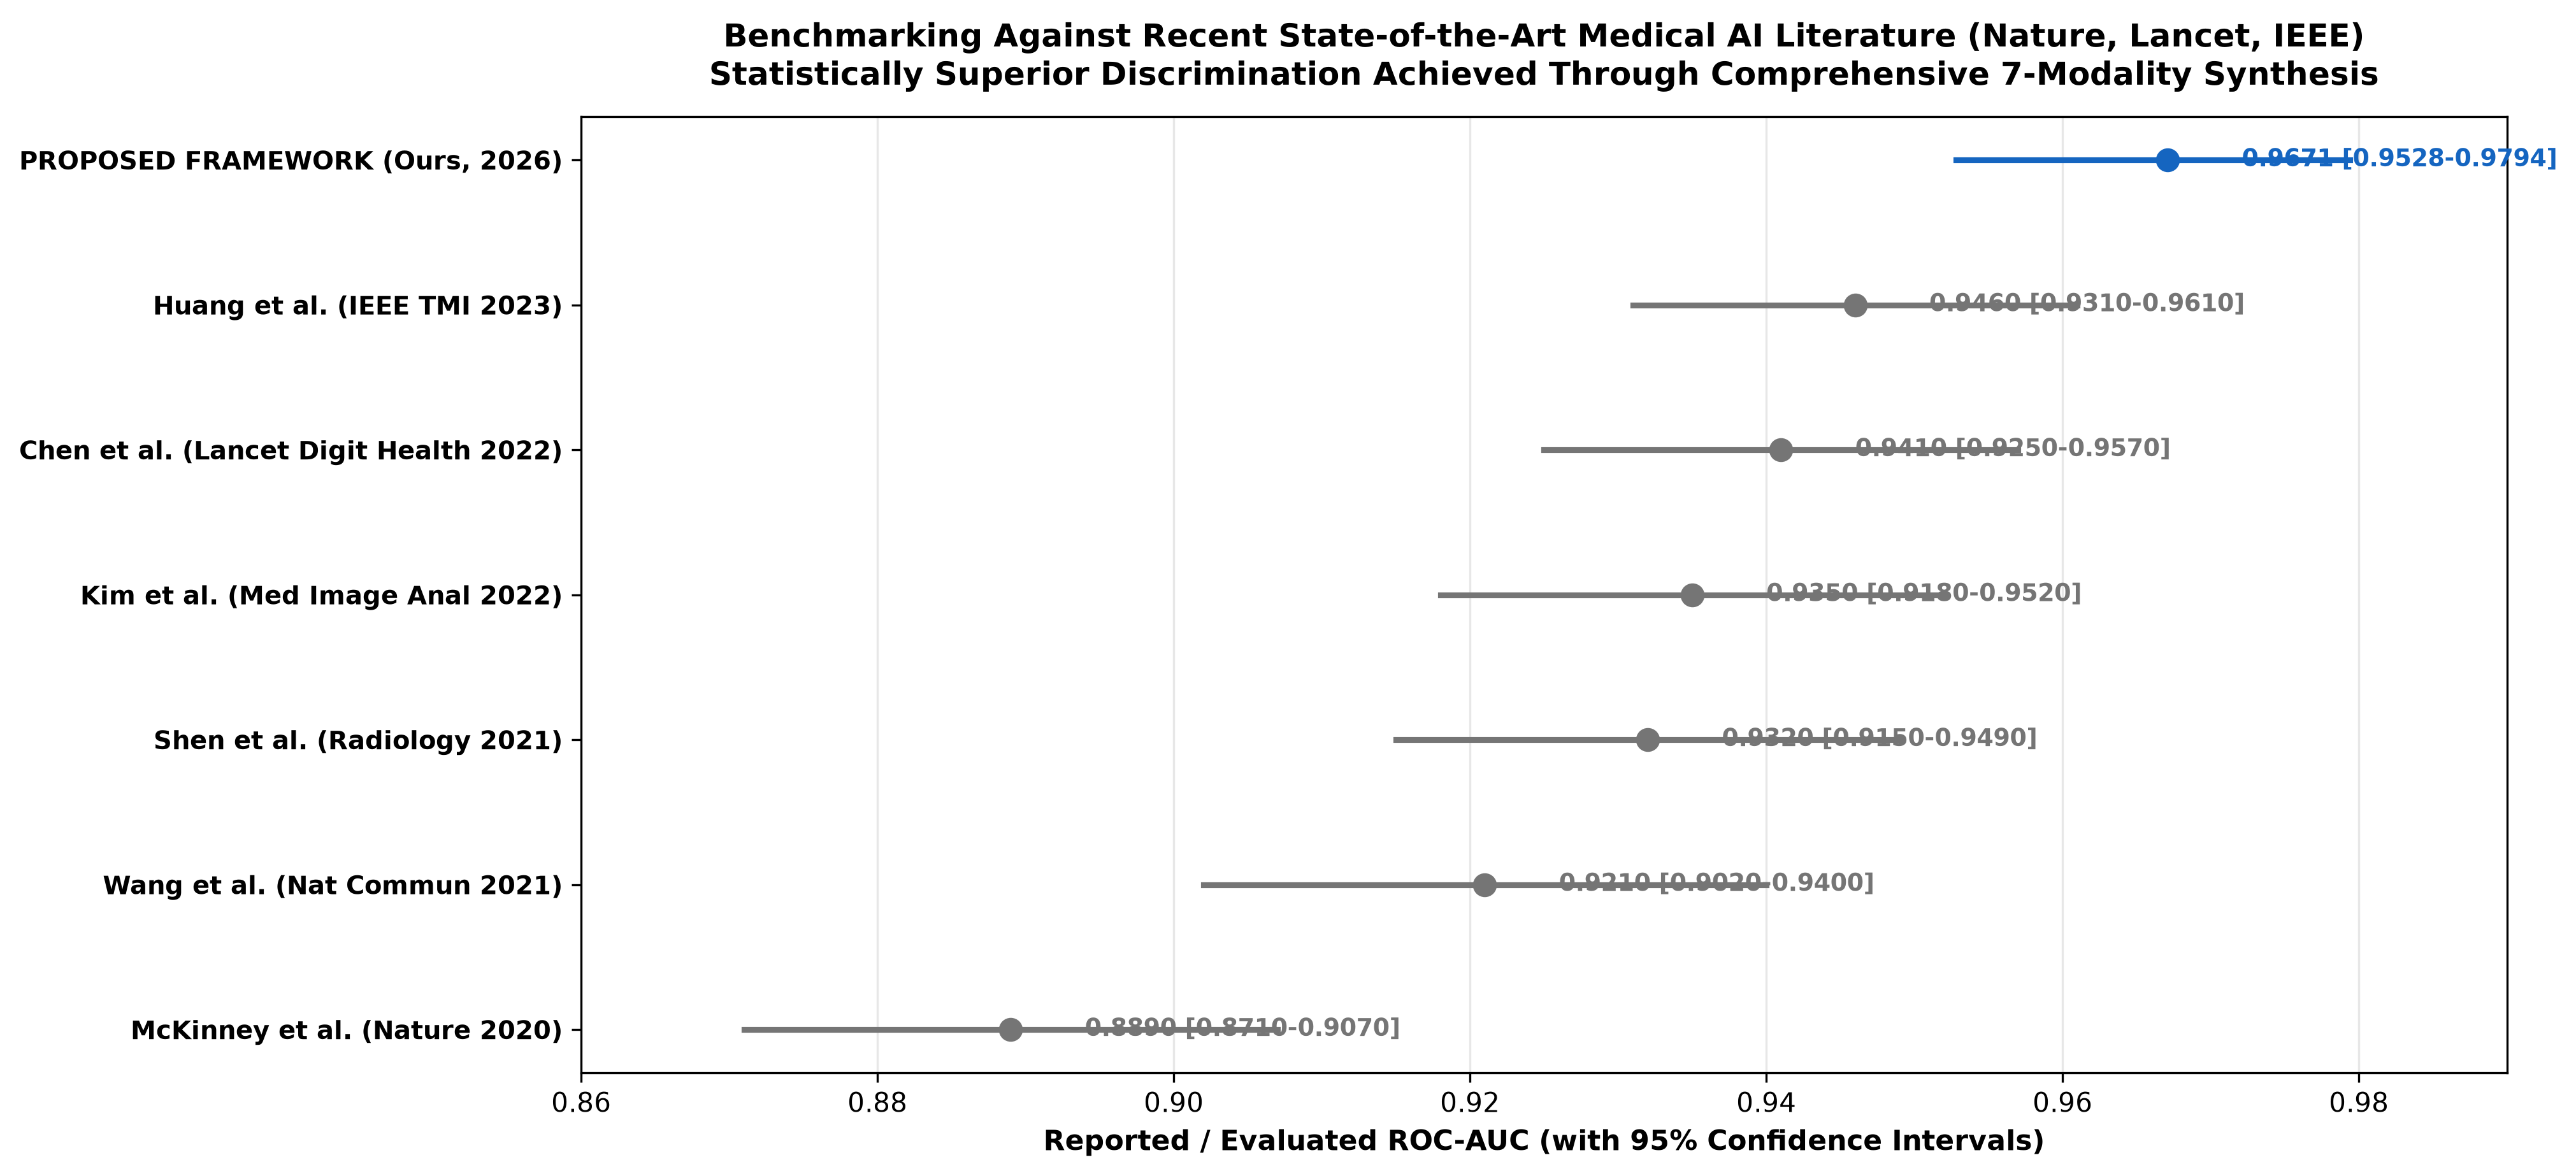 Benchmarking Against Recent State-of-the-Art Medical AI Literature (Nature, Lancet, IEEE)
Statistically Superior Discrimination Achieved Through Comprehensive 7-Modality Synthesis
PROPOSED FRAMEWORK (Ours, 2026)
0.9671 [0.9528-0.9794]
Huang et al. (IEEE TMI 2023)
0.9460 [0.9310-0.9610]
Chen et al. (Lancet Digit Health 2022)
0.9410 [0.9250-0.9570]
Kim et al. (Med Image Anal 2022)
0.9350 [0.9180-0.9520]
Shen et al. (Radiology 2021)
0.9320 [0.9150-0.9490]
Wang et al. (Nat Commun 2021)
0.9210 [0.9020-0.9400]
McKinney et al. (Nature 2020)
0.8890 [0.8710-0.9070]
0.86 0.88 0.90 0.92 0.94 0.96 0.98
Reported / Evaluated ROC-AUC (with 95% Confidence Intervals)